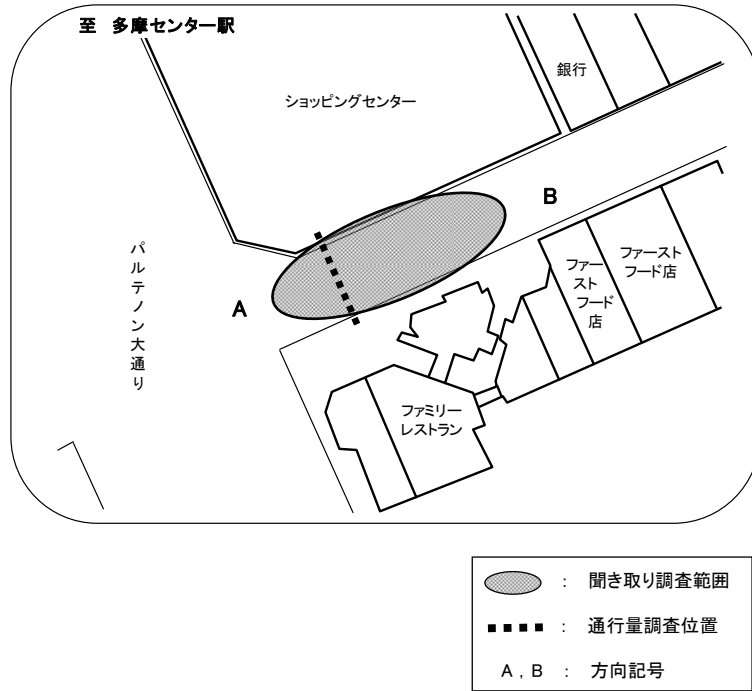 至 多摩センター駅
銀行
ショッピングセンター
B
ファースト
フード店
ファー
スト
フード
店
パルテノン大通り
A
ファミリー
レストラン
： 聞き取り調査範囲
： 通行量調査位置
A , B ： 方向記号